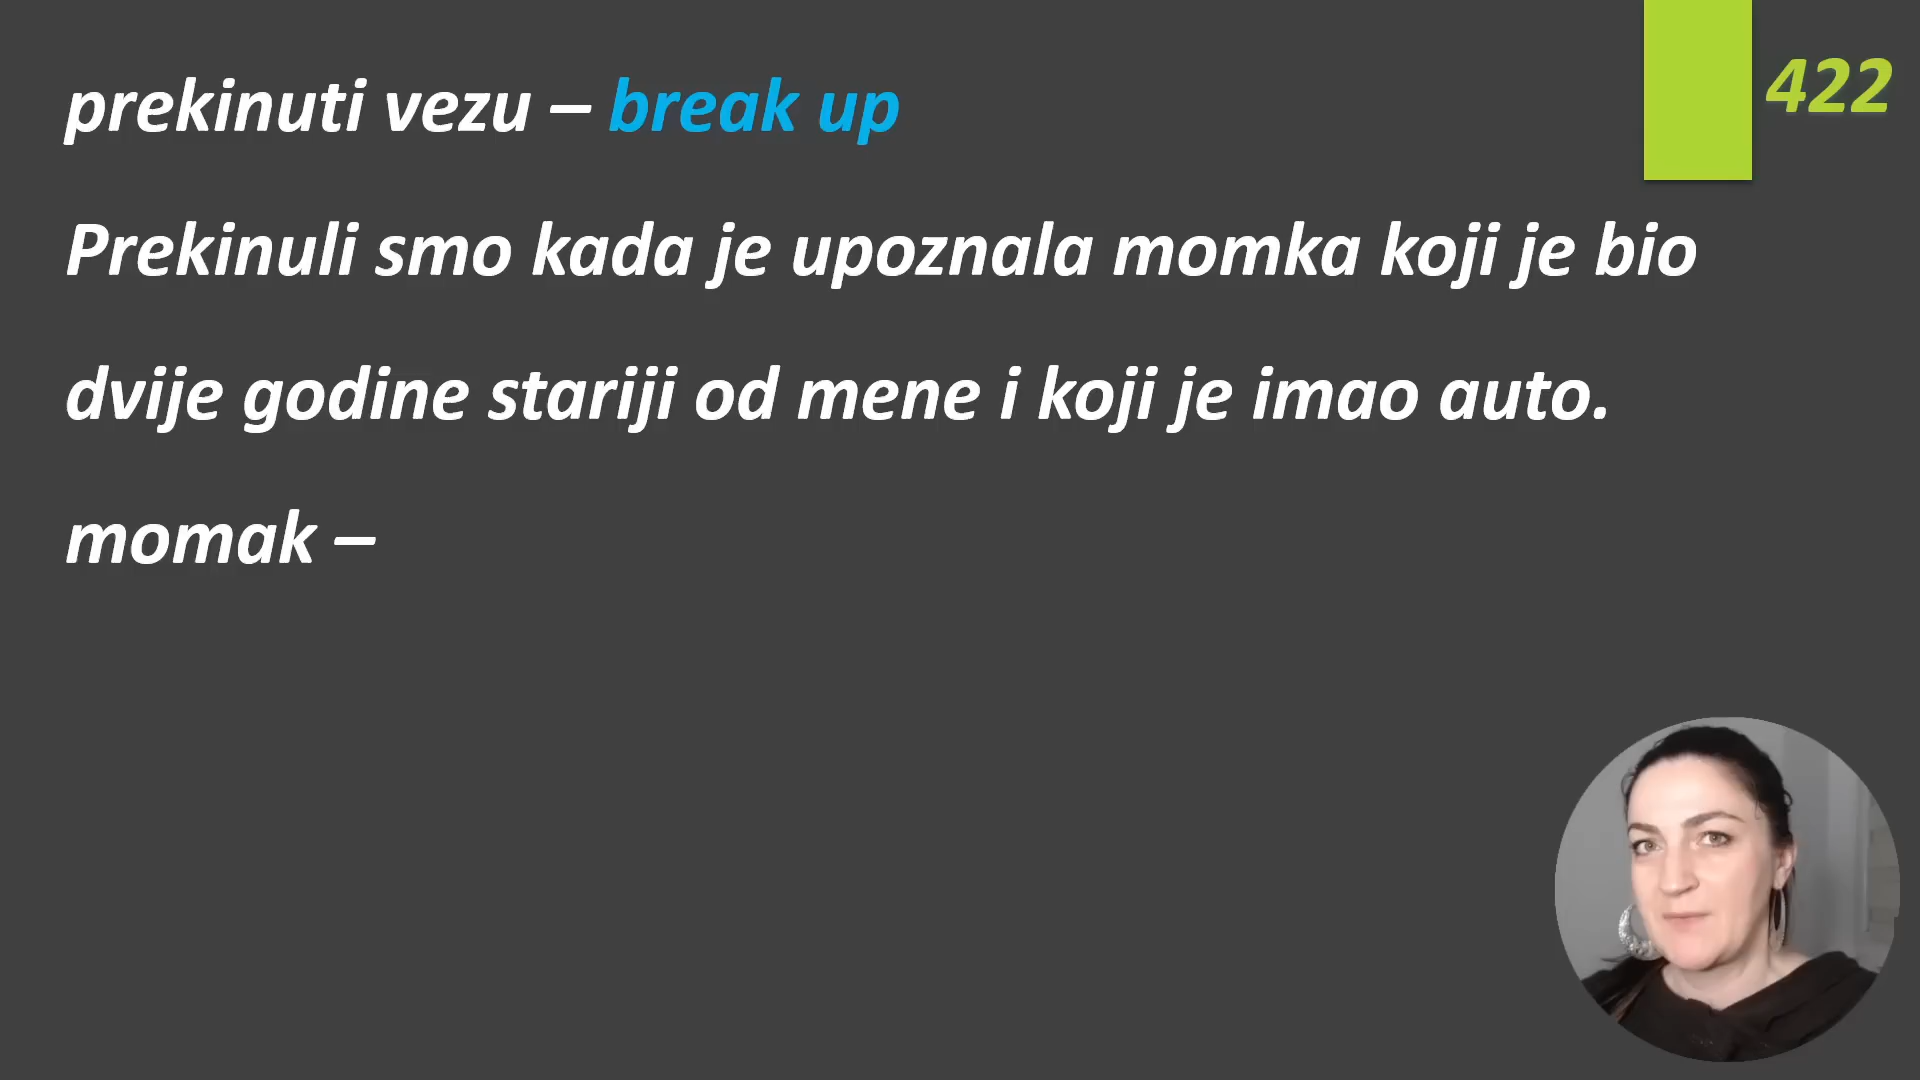 prekinuti vezu – break up
422
Prekinuli smo kada je upoznala momka koji je bio
dvije godine stariji od mene i koji je imao auto.
momak –